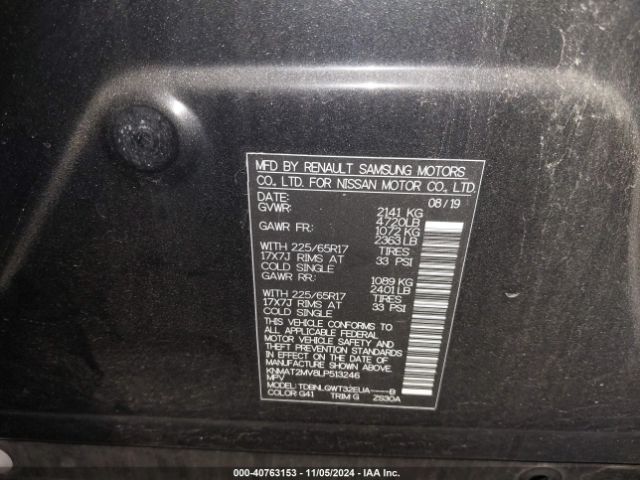 MFD BY RENAULT SAMSUNG MOTORS
CO., LTD. FOR NISSAN MOTOR CO., LTD.
DATE: 08/19
GVWR: 2141 KG
4720LB
GAWR FR: 1072 KG
2363LB
WITH 225/65R17 TIRES
17X7J RIMS AT 33 PSI
COLD SINGLE
GAWR RR: 1089 KG
2401LB
WITH 225/65R17 TIRES
17X7J RIMS AT 33 PSI
COLD SINGLE
THIS VEHICLE CONFORMS TO
ALL APPLICABLE FEDERAL
MOTOR VEHICLE SAFETY AND
THEFT PREVENTION STANDARDS
IN EFFECT ON THE DATE OF
MANUFACTURE SHOWN ABOVE.
KNMAT2MV8LP513246
MPV
MODEL: TDBNLGWT32EUA-----B
COLOR G41 TRIM G ZS30A
000-40763153 — 11/05/2024 — IAA Inc.